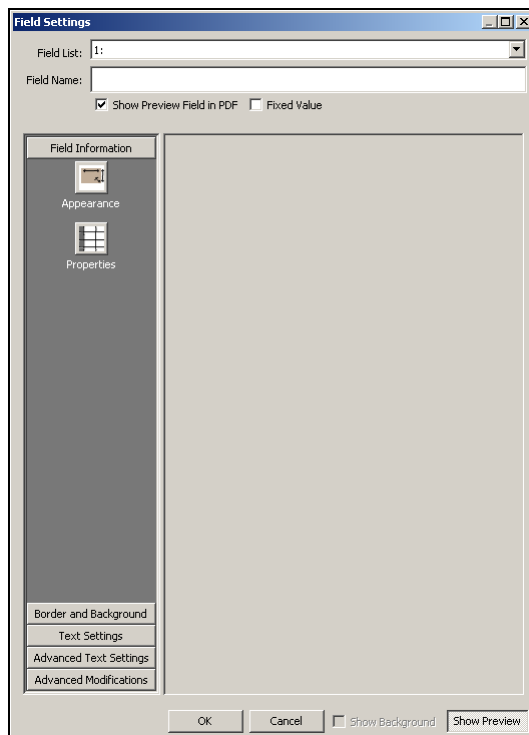 Field Settings
Field List: 1:
Field Name:
Show Preview Field in PDF Fixed Value
Field Information
Appearance
Properties
Border and Background
Text Settings
Advanced Text Settings
Advanced Modifications
OK Cancel Show Background Show Preview